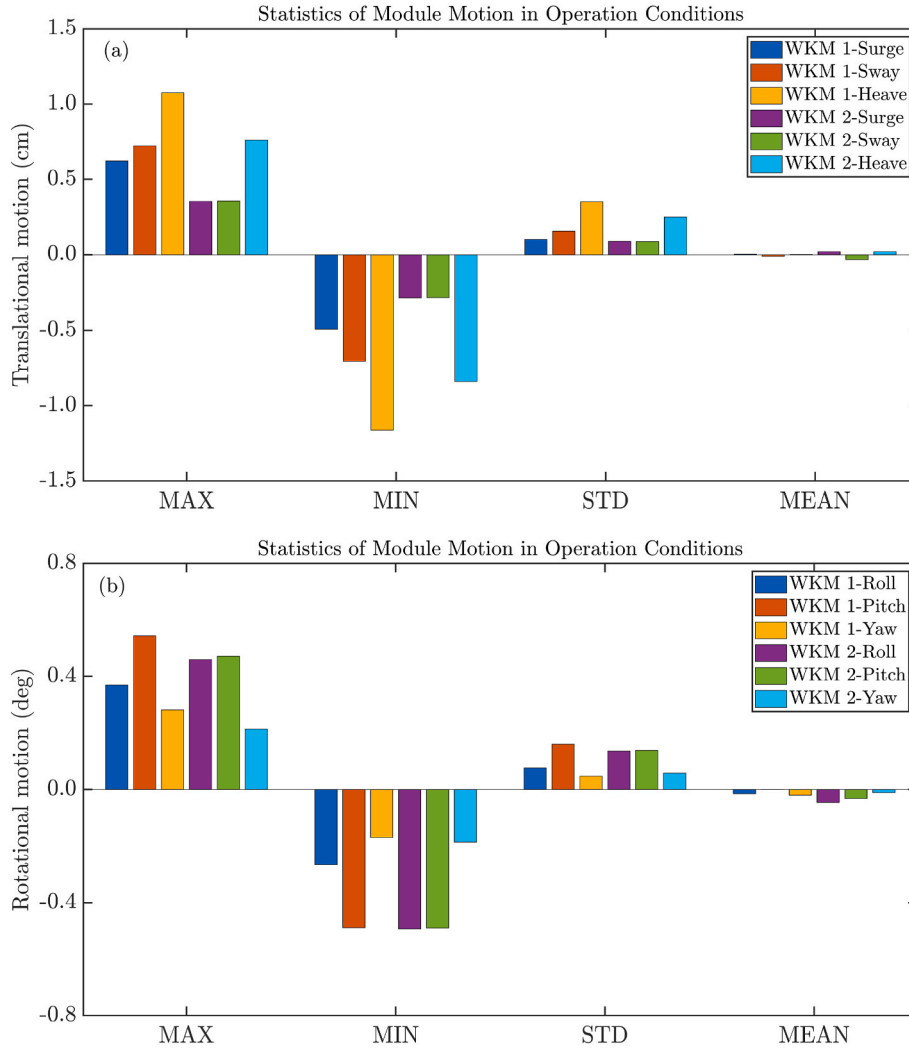 Statistics of Module Motion in Operation Conditions
(a)
WKM 1-Surge
WKM 1-Sway
WKM 1-Heave
WKM 2-Surge
WKM 2-Sway
WKM 2-Heave
Translational motion (cm)
1.5
1.0
0.5
0.0
-0.5
-1.0
-1.5
MAX MIN STD MEAN
Statistics of Module Motion in Operation Conditions
(b)
WKM 1-Roll
WKM 1-Pitch
WKM 1-Yaw
WKM 2-Roll
WKM 2-Pitch
WKM 2-Yaw
Rotational motion (deg)
0.8
0.4
0.0
-0.4
-0.8
MAX MIN STD MEAN